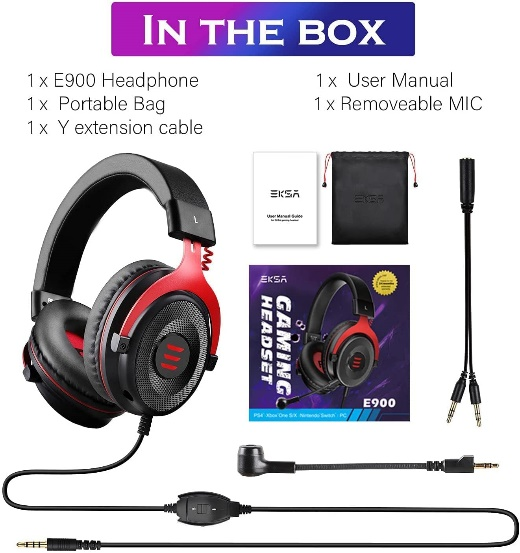 IN THE BOX
1 x E900 Headphone
1 x Portable Bag
1 x Y extension cable
1 x User Manual
1 x Removeable MIC
EKSA
User Manual Guide
EKSA
EKSA
GAMING
HEADSET
E900
PS4 Xbox One S/X Nintendo Switch PC
L